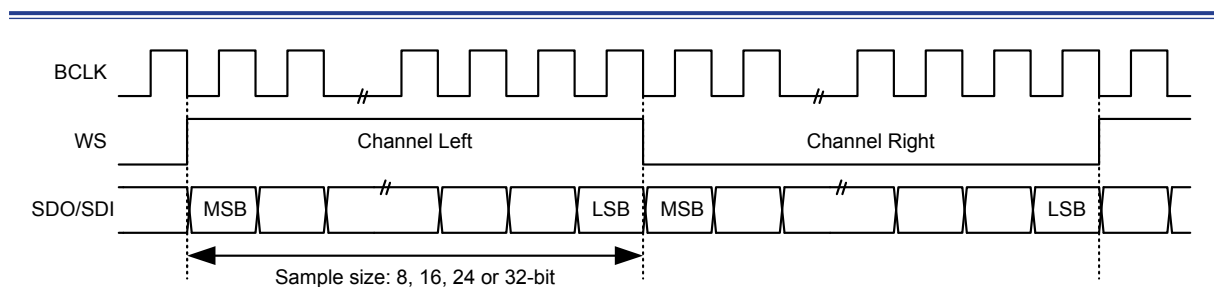 BCLK
WS
Channel Left
Channel Right
SDO/SDI
MSB
LSB
MSB
LSB
Sample size: 8, 16, 24 or 32-bit